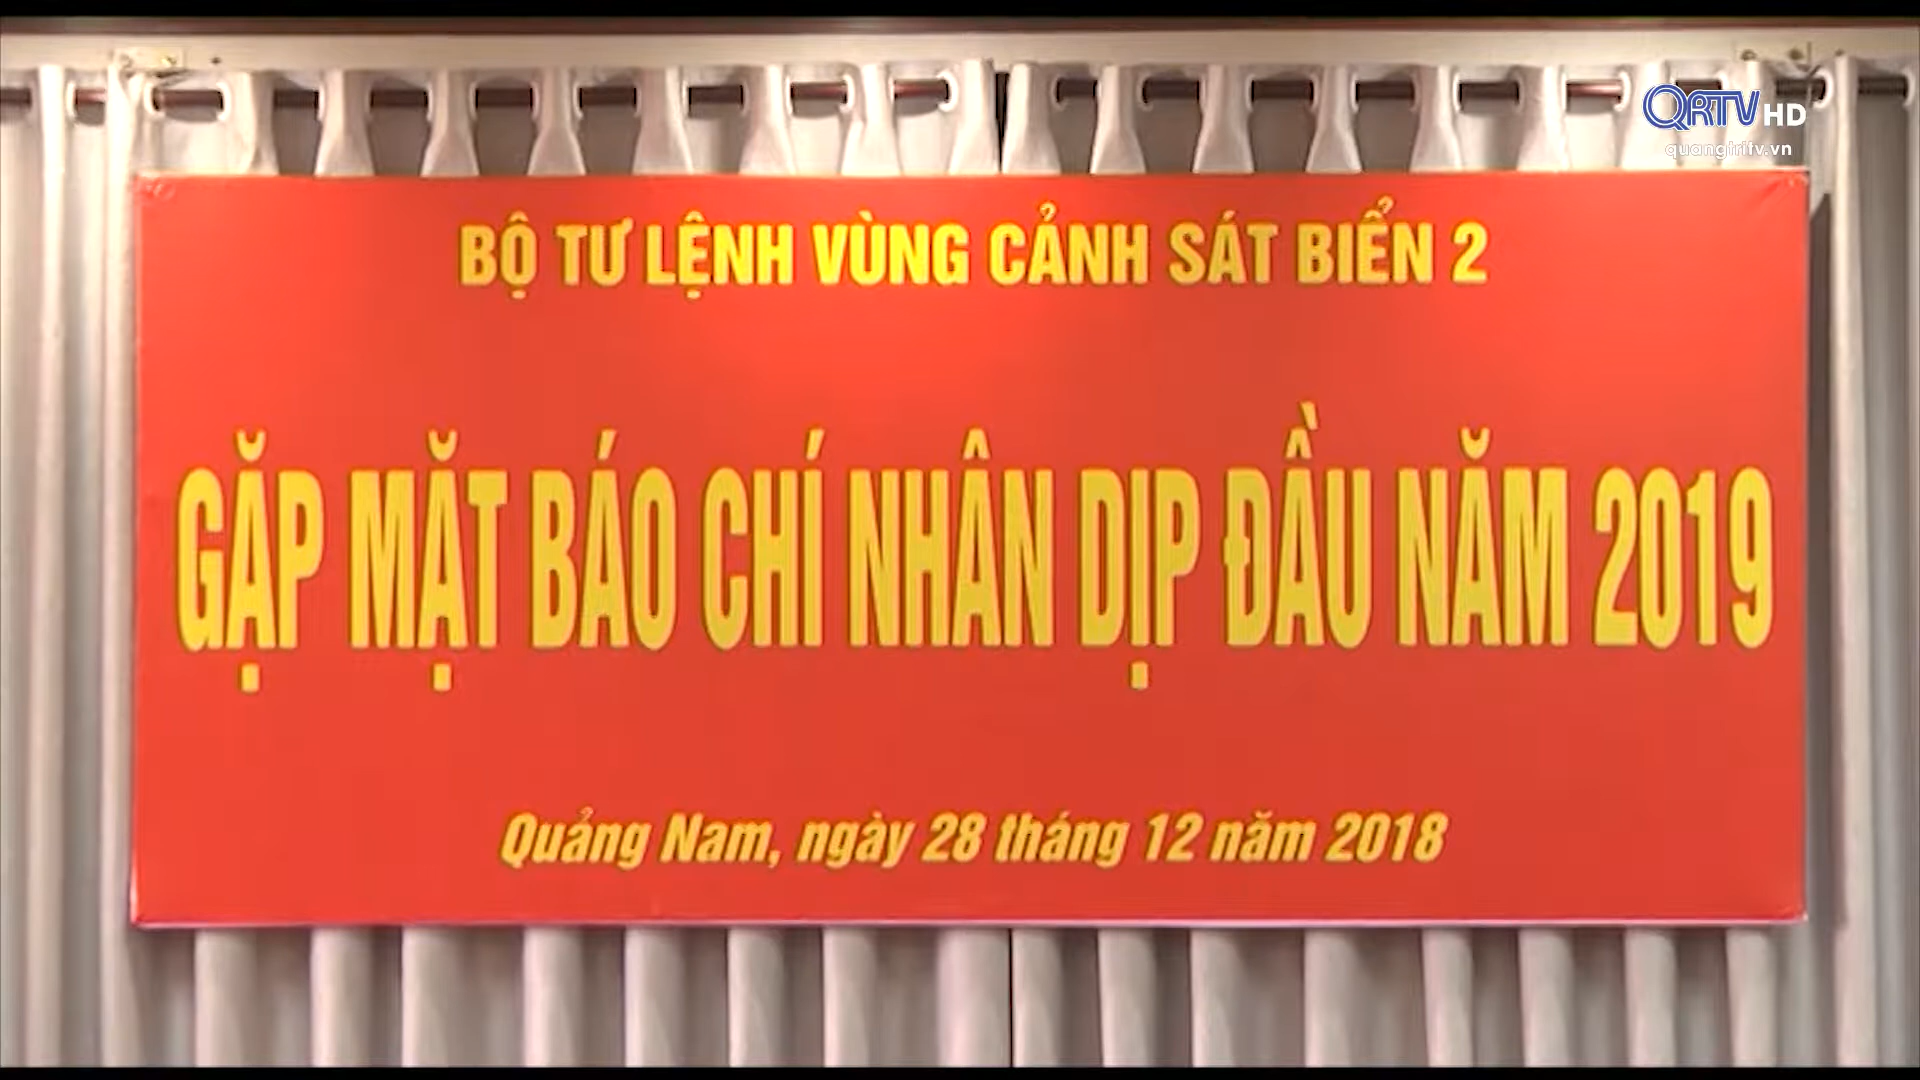 QRTV HD
quangtritv.vn
BỘ TƯ LỆNH VÙNG CẢNH SÁT BIỂN 2
GẶP MẶT BÁO CHÍ NHÂN DỊP ĐẦU NĂM 2019
Quảng Nam, ngày 28 tháng 12 năm 2018